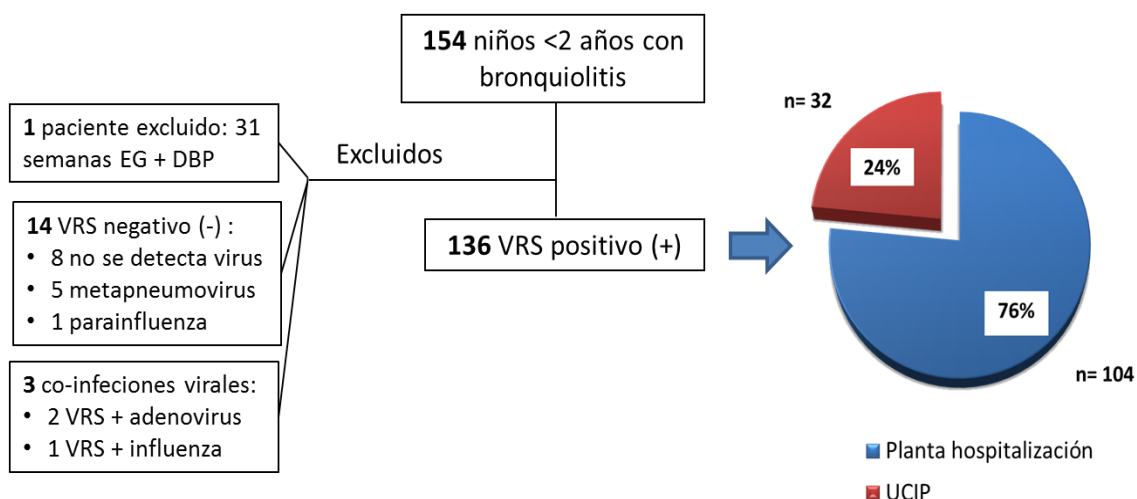 154 niños <2 años con
bronquiolitis
1 paciente excluido: 31
semanas EG + DBP
Excluidos
14 VRS negativo (-) :
• 8 no se detecta virus
• 5 metapneumovirus
• 1 parainfluenza
3 co-infeciones virales:
• 2 VRS + adenovirus
• 1 VRS + influenza
136 VRS positivo (+)
n= 32
24%
76%
n= 104
Planta hospitalización
UCIP